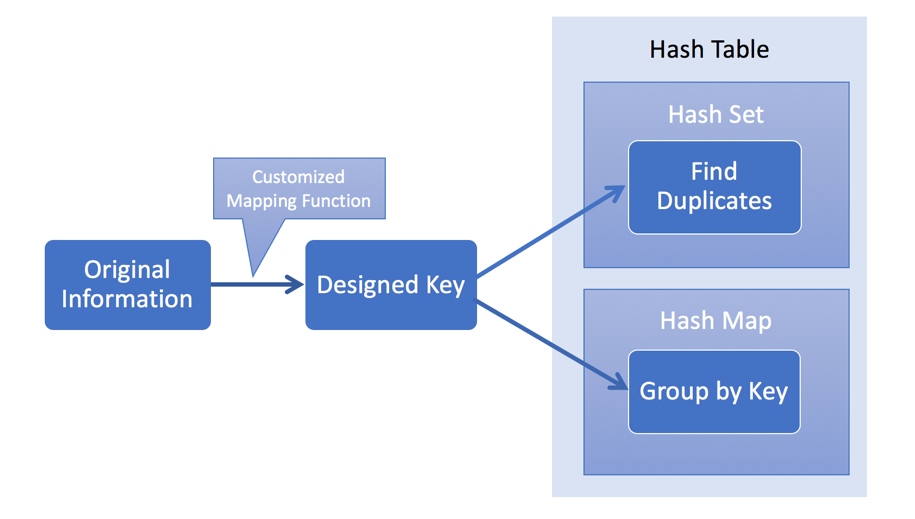 Hash Table
Hash Set
Find
Duplicates
Customized
Mapping Function
Original
Information
Designed Key
Hash Map
Group by Key